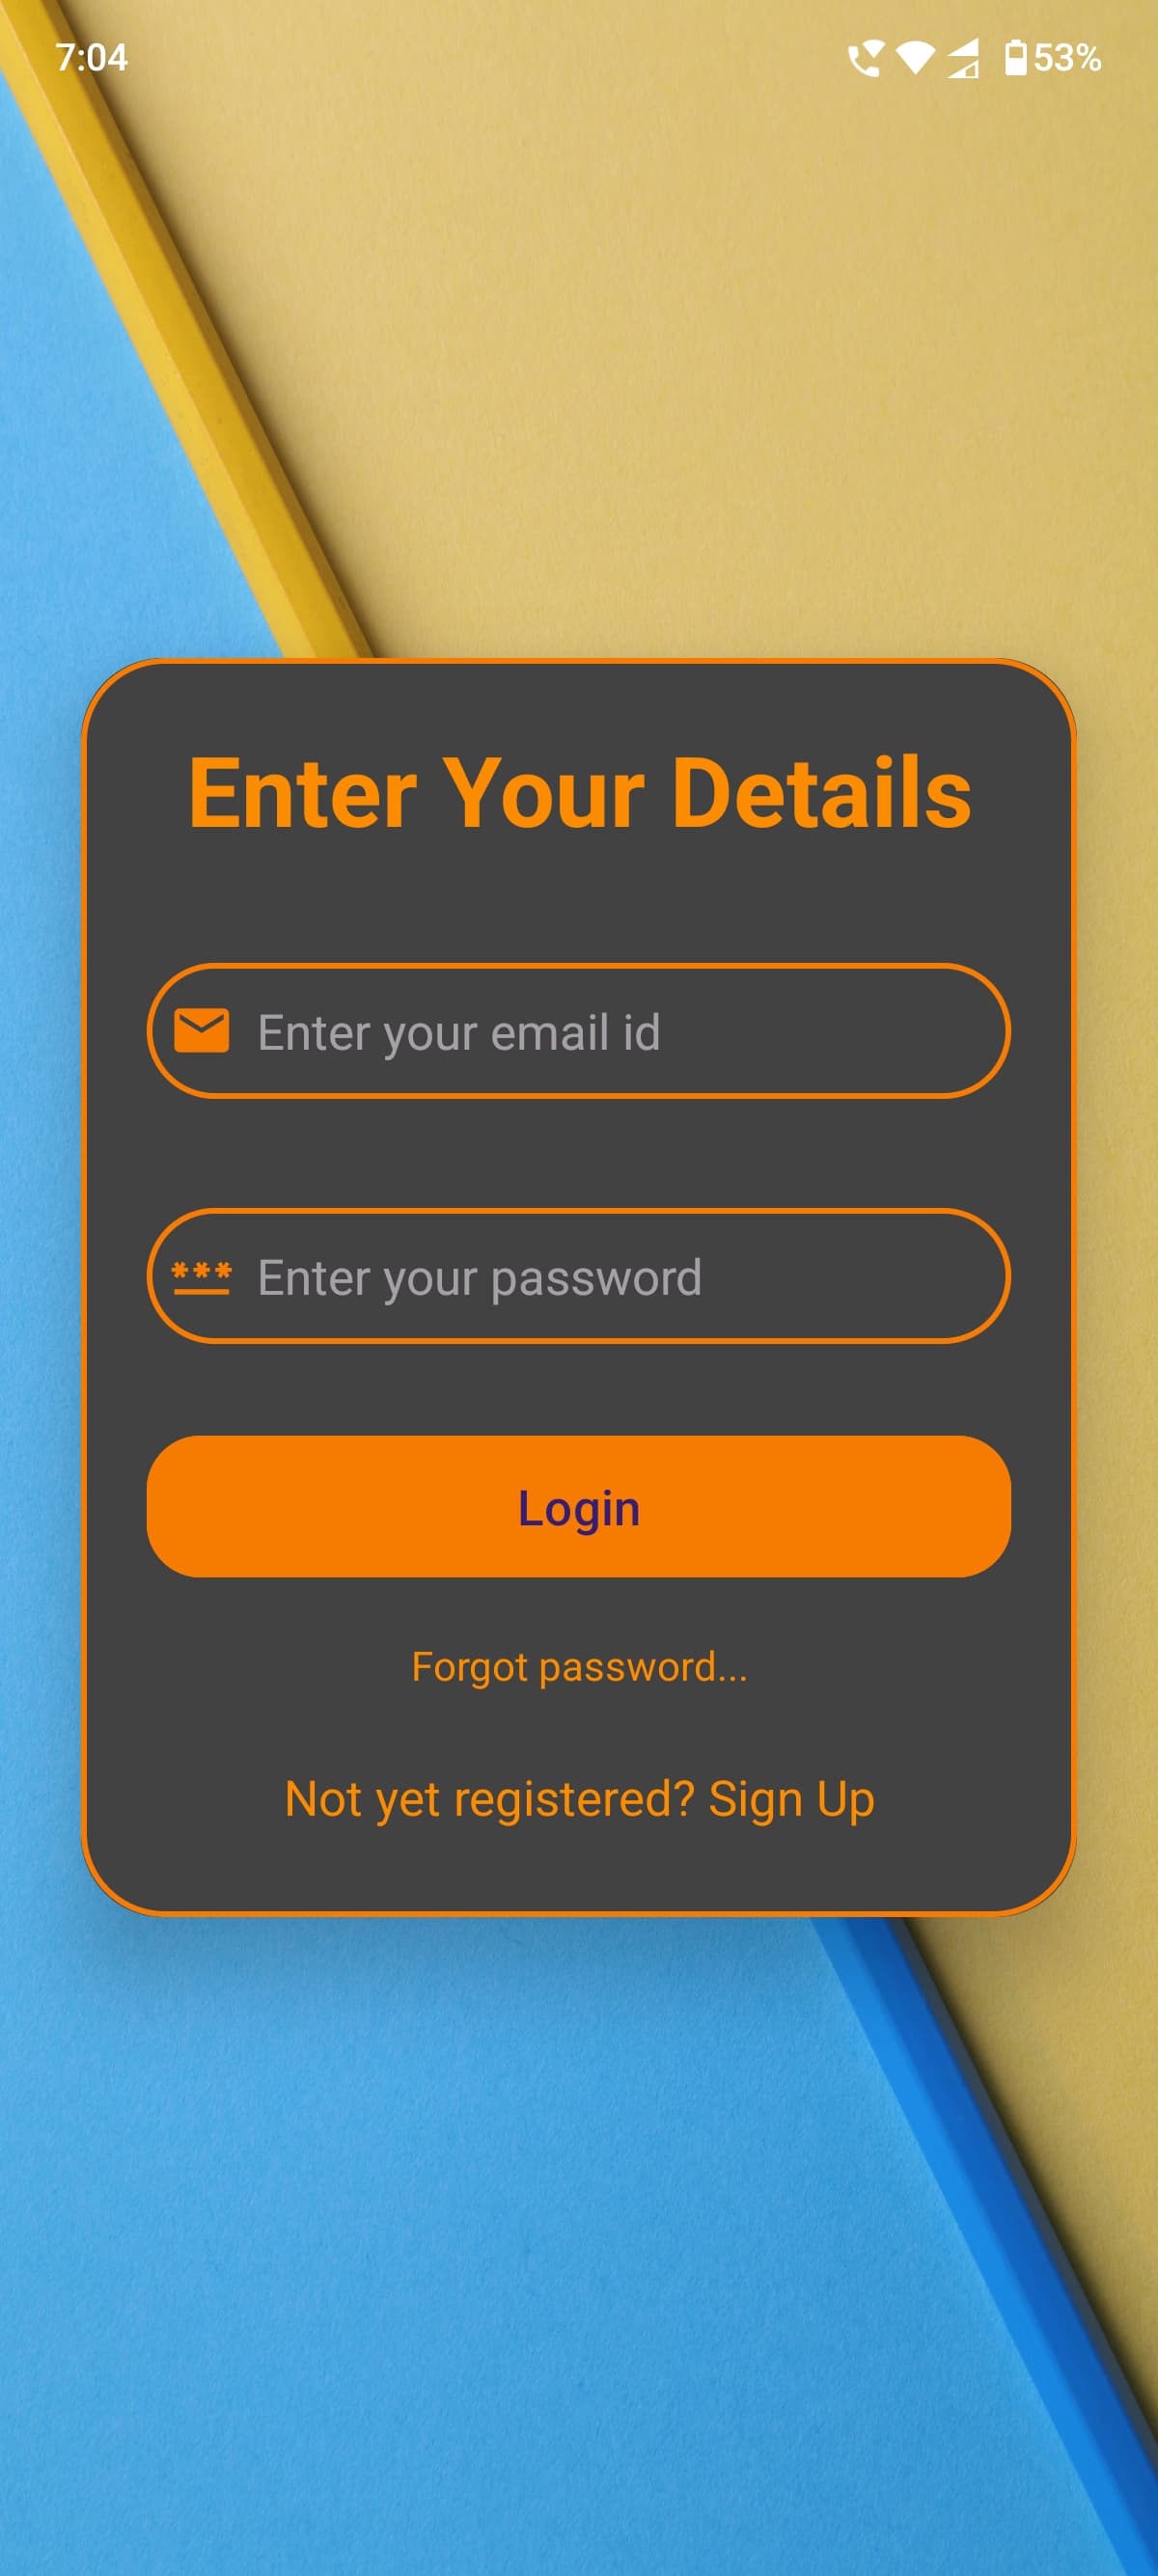 7:04 53%
Enter Your Details
Enter your email id
*** Enter your password
Login
Forgot password...
Not yet registered? Sign Up